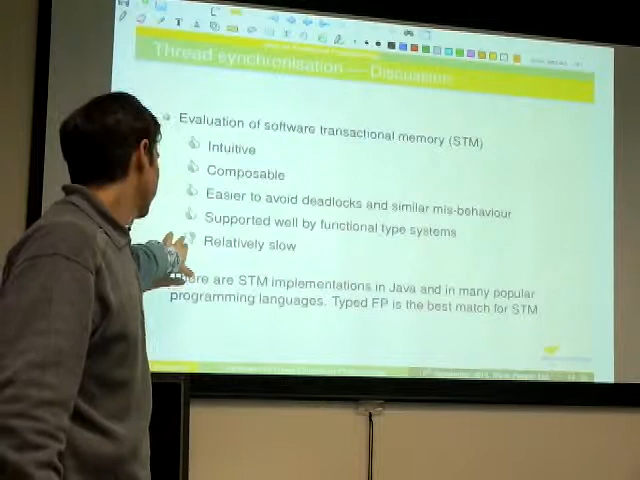 Thread synchronisation — Discussion
Evaluation of software transactional memory (STM)
Intuitive
Composable
Easier to avoid deadlocks and similar mis-behaviour
Supported well by functional type systems
Relatively slow
There are STM implementations in Java and in many popular
programming languages. Typed FP is the best match for STM